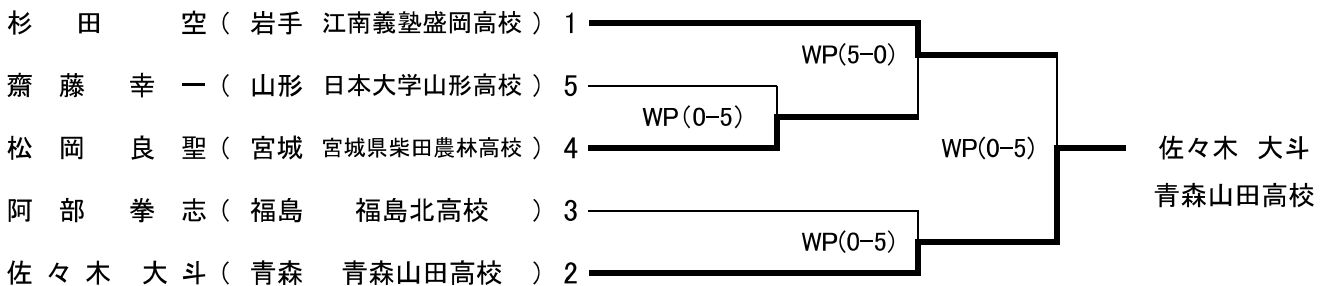 杉田 空（岩手 江南義塾盛岡高校）1
WP(5-0)
齋藤 幸一（山形 日本大学山形高校）5
WP(0-5)
松岡 良聖（宮城 宮城県柴田農林高校）4
WP(0-5)
佐々木 大斗
青森山田高校
阿部 拳志（福島 福島北高校）3
WP(0-5)
佐々木 大斗（青森 青森山田高校）2